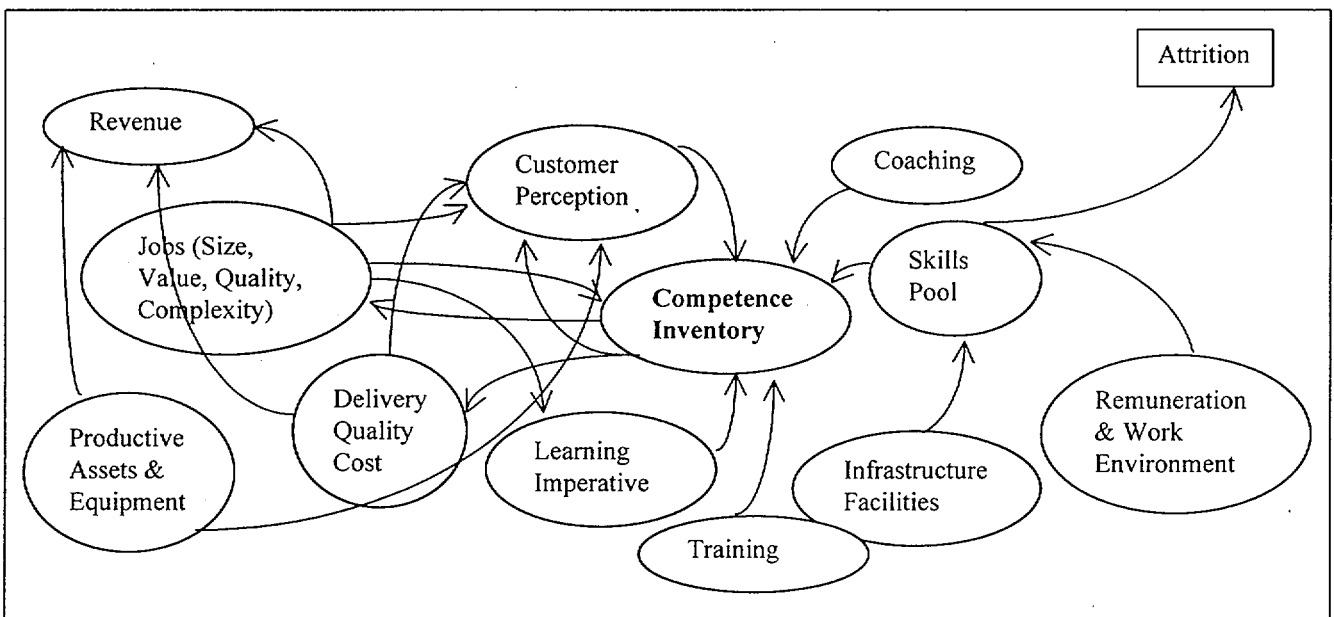 Attrition
Revenue
Customer
Perception
Coaching
Jobs (Size,
Value, Quality,
Complexity)
Skills
Pool
Competence
Inventory
Delivery
Quality
Cost
Remuneration
& Work
Environment
Productive
Assets &
Equipment
Learning
Imperative
Infrastructure
Facilities
Training